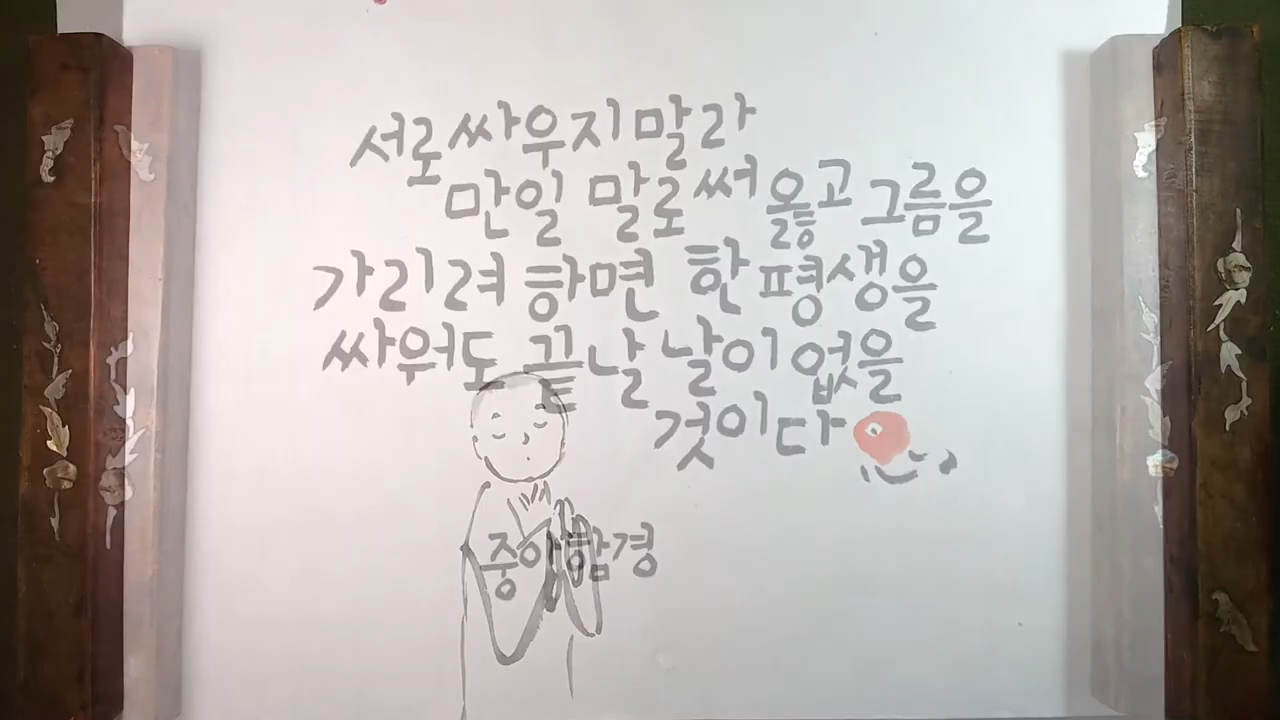 서로 싸우지 말라
만일 말로써 옳고 그름을
가리려 하면 한 평생을
싸워도 끝날 날이 없을
것이다
중아함경